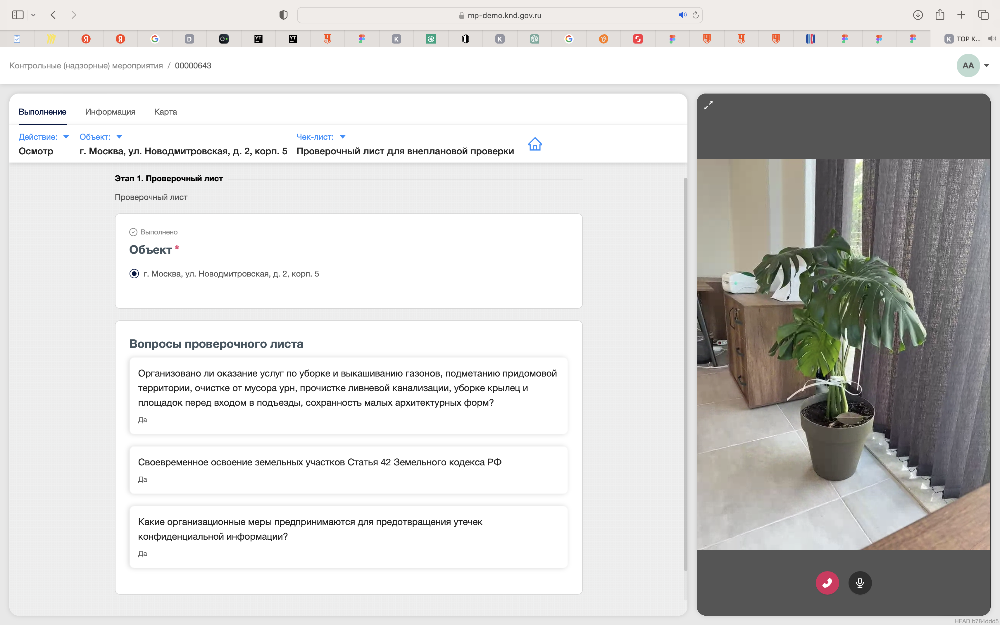 mp-demo.knd.gov.ru
Я
Я
G
D
YT
YT
K
K
G
K TOP K...
Контрольные (надзорные) мероприятия / 00000643
AA
Выполнение Информация Карта
Действие: Объект: Чек-лист:
Осмотр г. Москва, ул. Новодмитровская, д. 2, корп. 5 Проверочный лист для внеплановой проверки
Этап 1. Проверочный лист
Проверочный лист
Выполнено
Объект *
г. Москва, ул. Новодмитровская, д. 2, корп. 5
Вопросы проверочного листа
Организовано ли оказание услуг по уборке и выкашиванию газонов, подметанию придомовой
территории, очистке от мусора урн, прочистке ливневой канализации, уборке крылец и
площадок перед входом в подъезды, сохранность малых архитектурных форм?
Да
Своевременное освоение земельных участков Статья 42 Земельного кодекса РФ
Да
Какие организационные меры предпринимаются для предотвращения утечек
конфиденциальной информации?
Да
HEAD b784ddd5